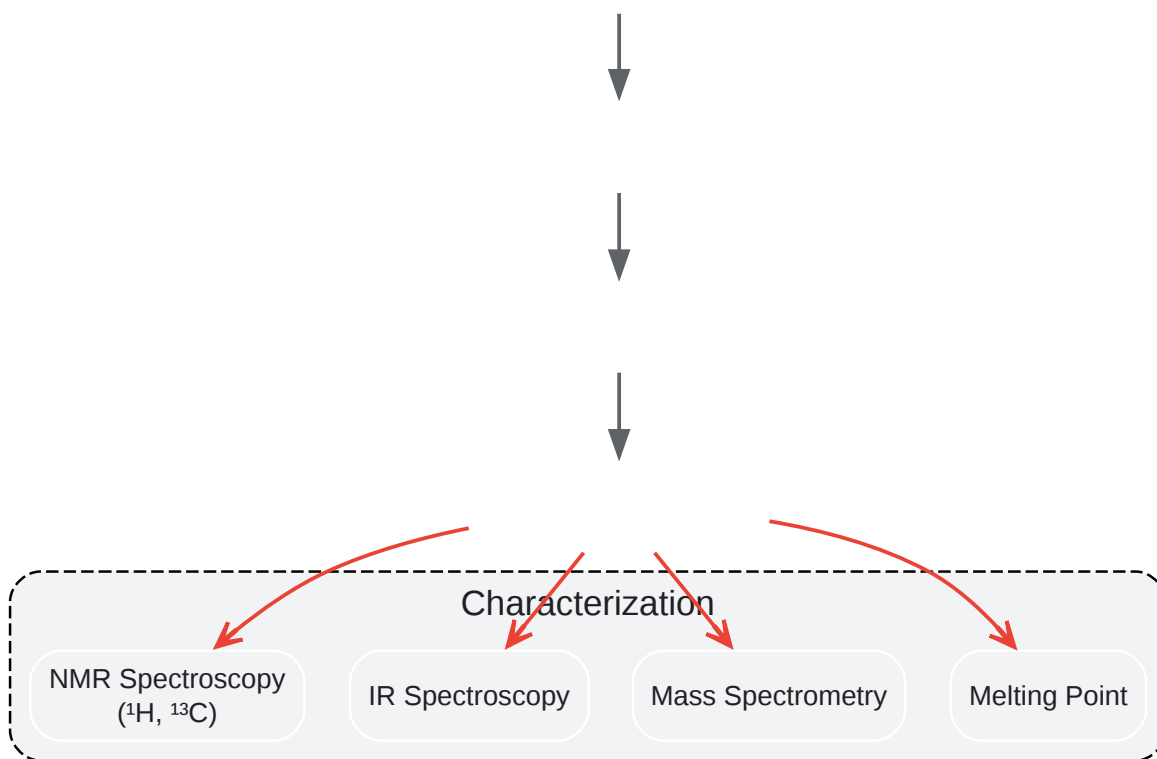 Characterization
NMR Spectroscopy
(¹H, ¹³C)
IR Spectroscopy
Mass Spectrometry
Melting Point